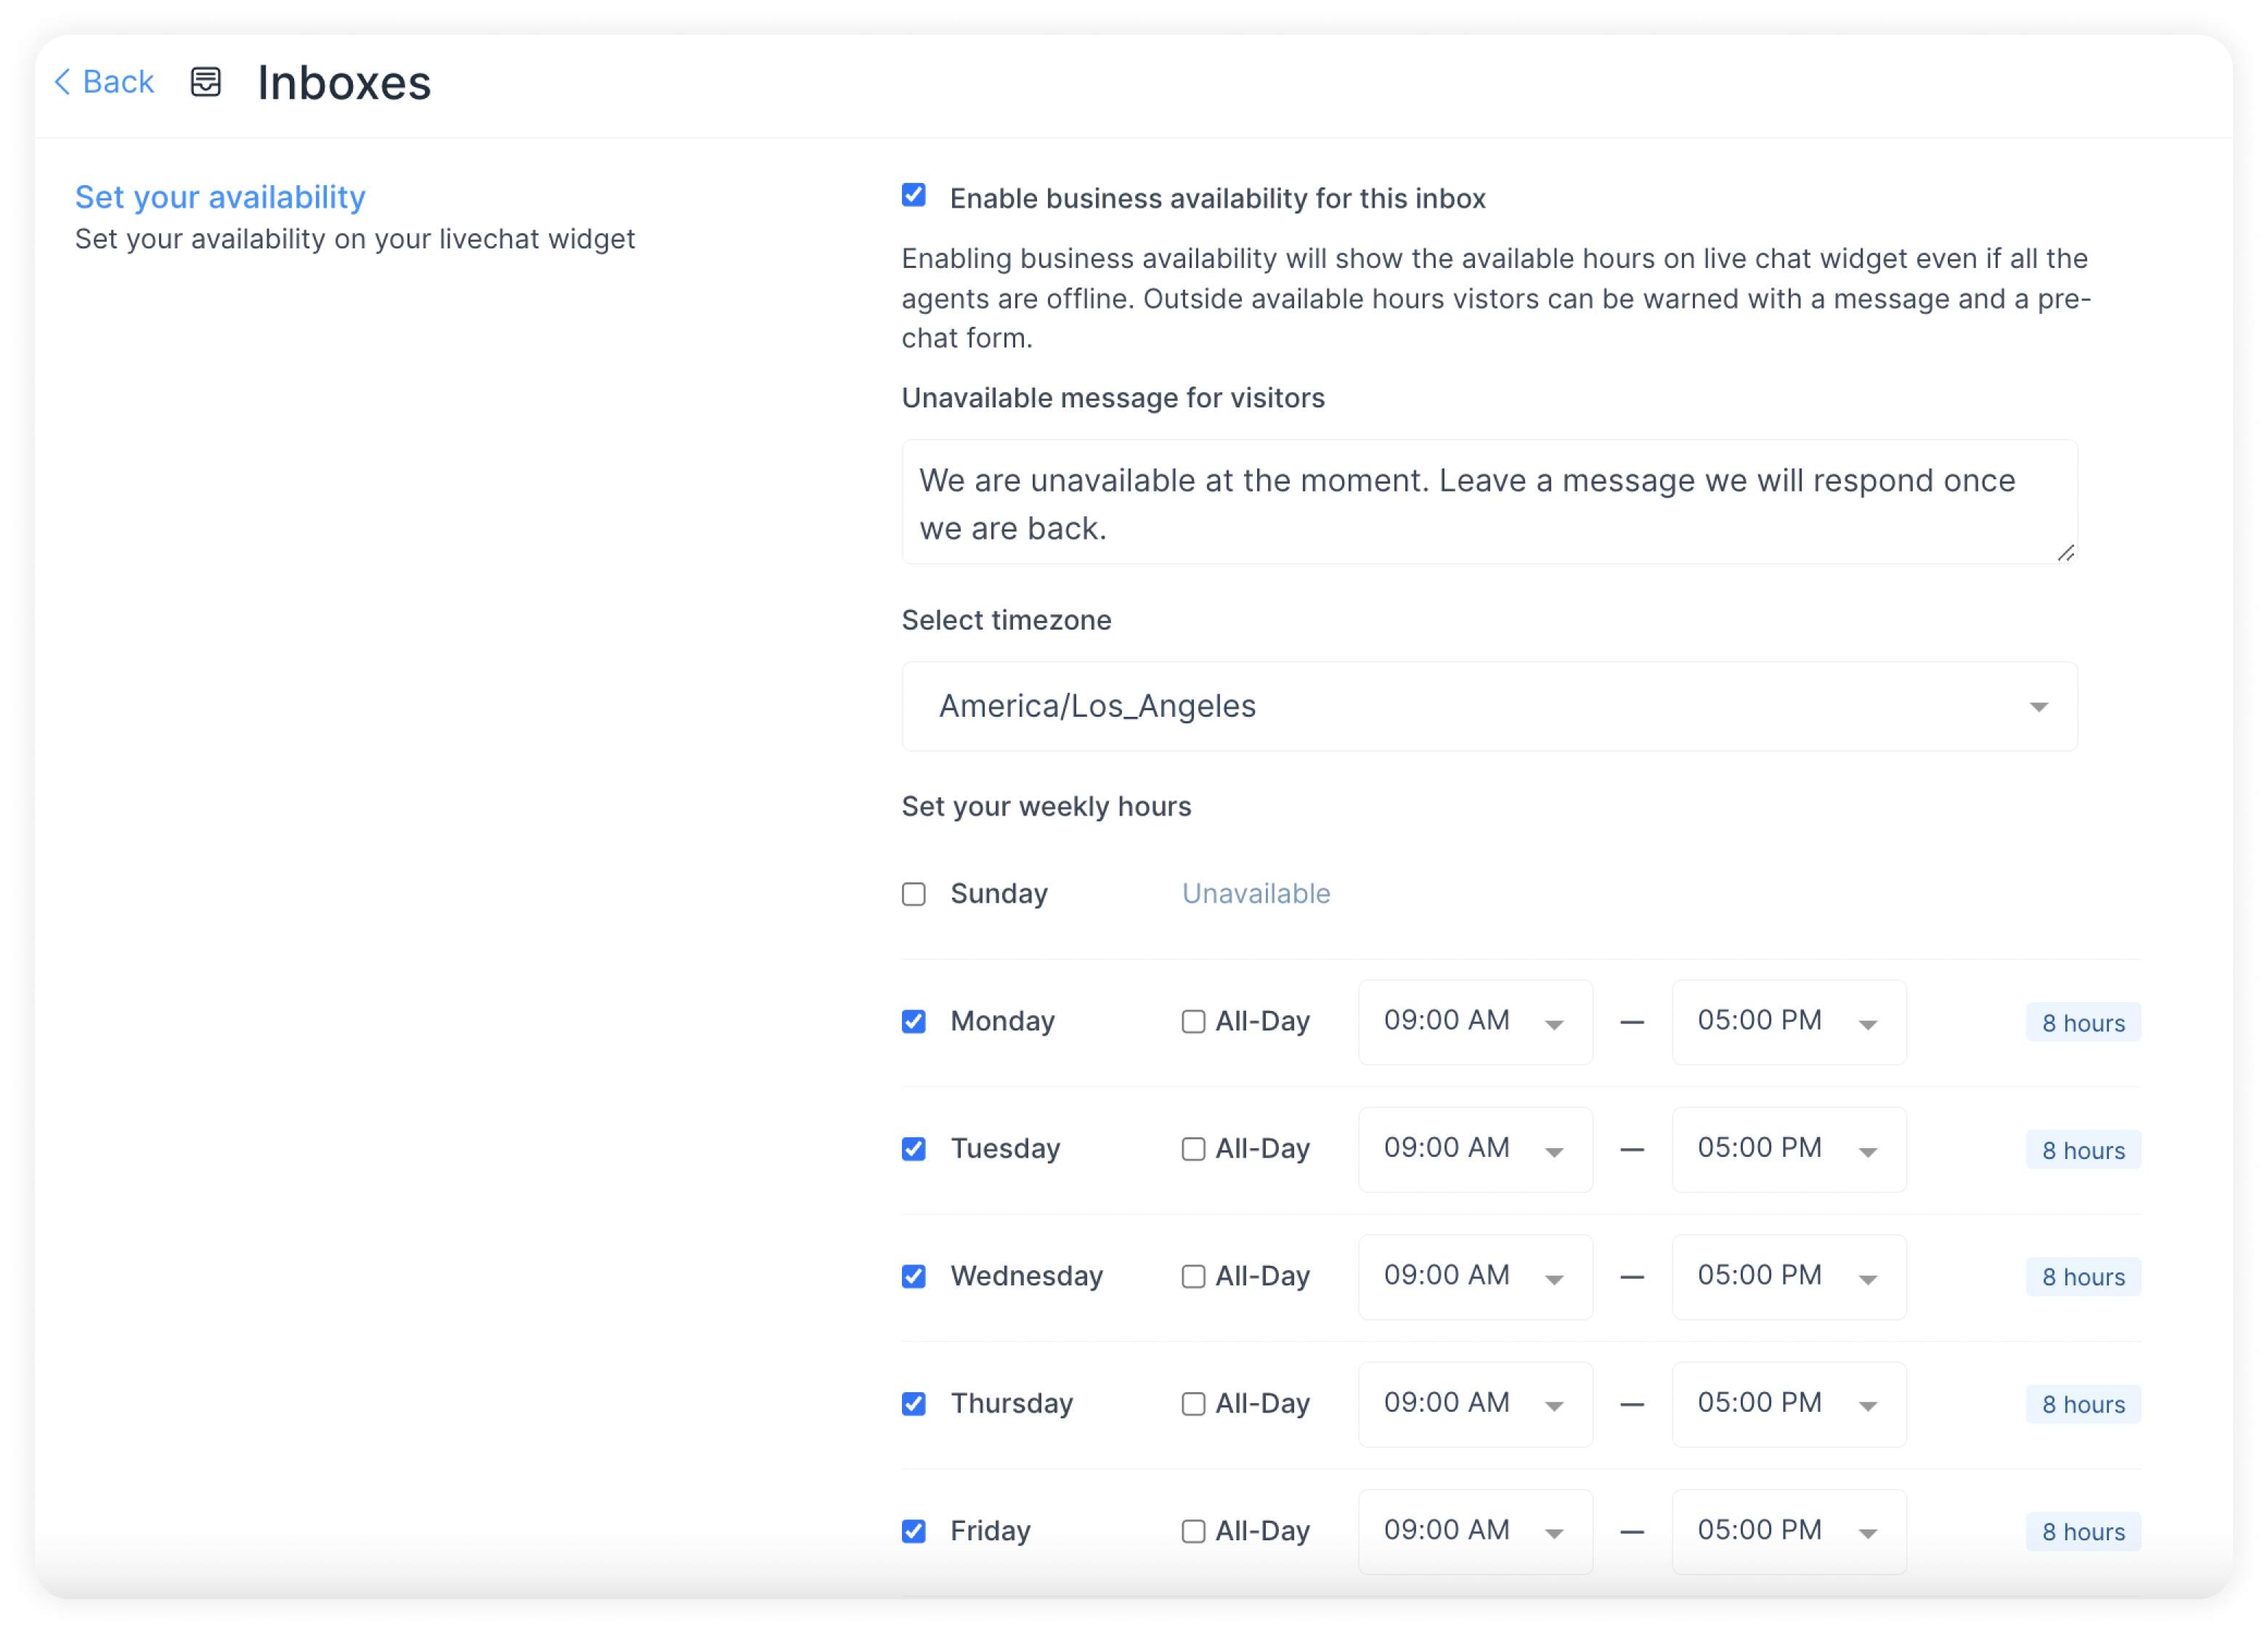 Back Inboxes
Set your availability
Set your availability on your livechat widget
Enable business availability for this inbox
Enabling business availability will show the available hours on live chat widget even if all the
agents are offline. Outside available hours vistors can be warned with a message and a pre-
chat form.
Unavailable message for visitors
We are unavailable at the moment. Leave a message we will respond once
we are back.
Select timezone
America/Los_Angeles
Set your weekly hours
Sunday Unavailable
Monday All-Day 09:00 AM — 05:00 PM 8 hours
Tuesday All-Day 09:00 AM — 05:00 PM 8 hours
Wednesday All-Day 09:00 AM — 05:00 PM 8 hours
Thursday All-Day 09:00 AM — 05:00 PM 8 hours
Friday All-Day 09:00 AM — 05:00 PM 8 hours